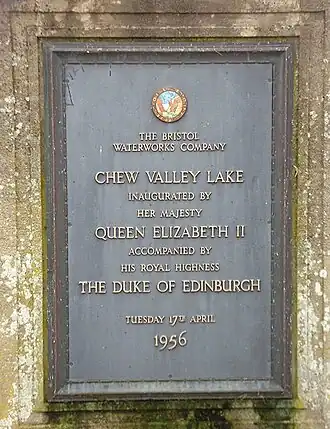 THE BRISTOL
WATERWORKS COMPANY
CHEW VALLEY LAKE
INAUGURATED BY
HER MAJESTY
QUEEN ELIZABETH II
ACCOMPANIED BY
HIS ROYAL HIGHNESS
THE DUKE OF EDINBURGH
TUESDAY 17TH APRIL
1956